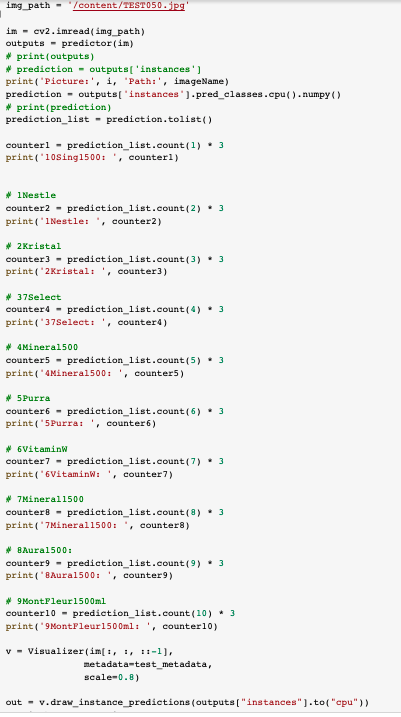 img_path = '/content/TEST050.jpg'
im = cv2.imread(img_path)
outputs = predictor(im)
# print(outputs)
# prediction = outputs['instances']
print('Picture:', i, 'Path:', imageName)
prediction = outputs['instances'].pred_classes.cpu().numpy()
# print(prediction)
prediction_list = prediction.tolist()
counter1 = prediction_list.count(1) * 3
print('10Sing1500: ', counter1)
# 1Nestle
counter2 = prediction_list.count(2) * 3
print('1Nestle: ', counter2)
# 2Kristal
counter3 = prediction_list.count(3) * 3
print('2Kristal: ', counter3)
# 37Select
counter4 = prediction_list.count(4) * 3
print('37Select: ', counter4)
# 4Mineral500
counter5 = prediction_list.count(5) * 3
print('4Mineral500: ', counter5)
# 5Purra
counter6 = prediction_list.count(6) * 3
print('5Purra: ', counter6)
# 6VitaminW
counter7 = prediction_list.count(7) * 3
print('6VitaminW: ', counter7)
# 7Mineral1500
counter8 = prediction_list.count(8) * 3
print('7Mineral1500: ', counter8)
# 8Aura1500:
counter9 = prediction_list.count(9) * 3
print('8Aura1500: ', counter9)
# 9MontFleur1500ml
counter10 = prediction_list.count(10) * 3
print('9MontFleur1500ml: ', counter10)
v = Visualizer(im[:, :, ::-1],
metadata=test_metadata,
scale=0.8)
out = v.draw_instance_predictions(outputs["instances"].to("cpu"))